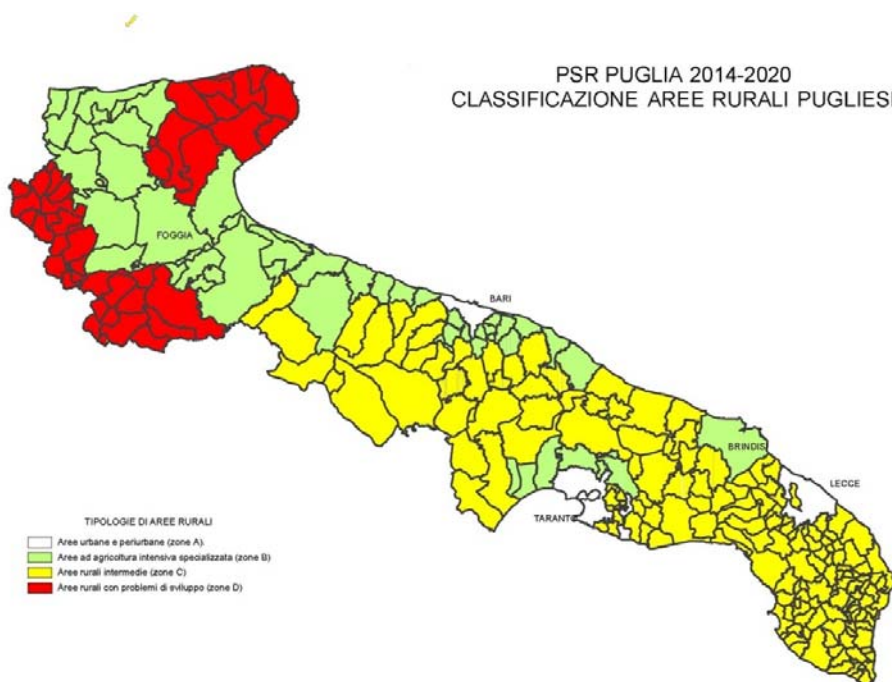 PSR PUGLIA 2014-2020
CLASSIFICAZIONE AREE RURALI PUGLIESI
FOGGIA
BARI
BRINDISI
LECCE
TARANTO
TIPOLOGIE DI AREE RURALI
Aree urbane e periurbane (zone A).
Aree ad agricoltura intensiva specializzata (zone B)
Aree rurali intermedie (zone C)
Aree rurali con problemi di sviluppo (zone D)